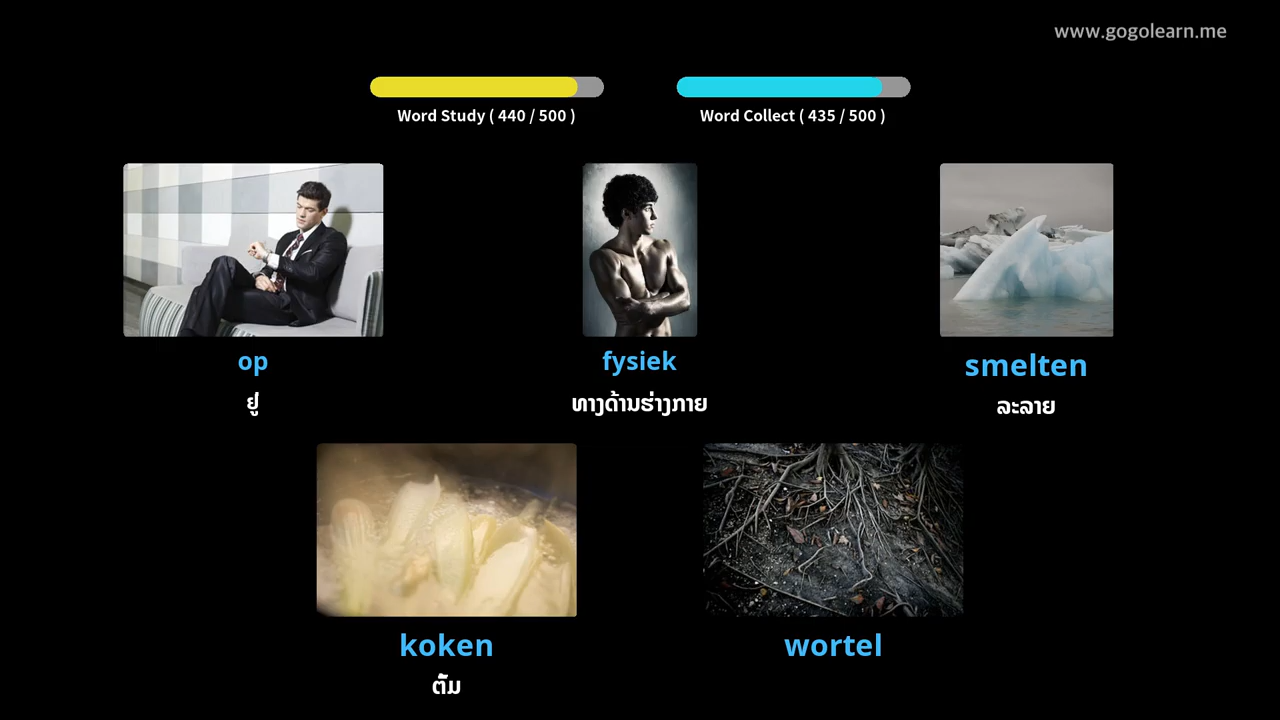 www.gogolearn.me
Word Study ( 440 / 500 )
Word Collect ( 435 / 500 )
op
ຢູ່
fysiek
ທາງດ້ານຮ່າງກາຍ
smelten
ລະລາຍ
koken
ຕົ້ມ
wortel